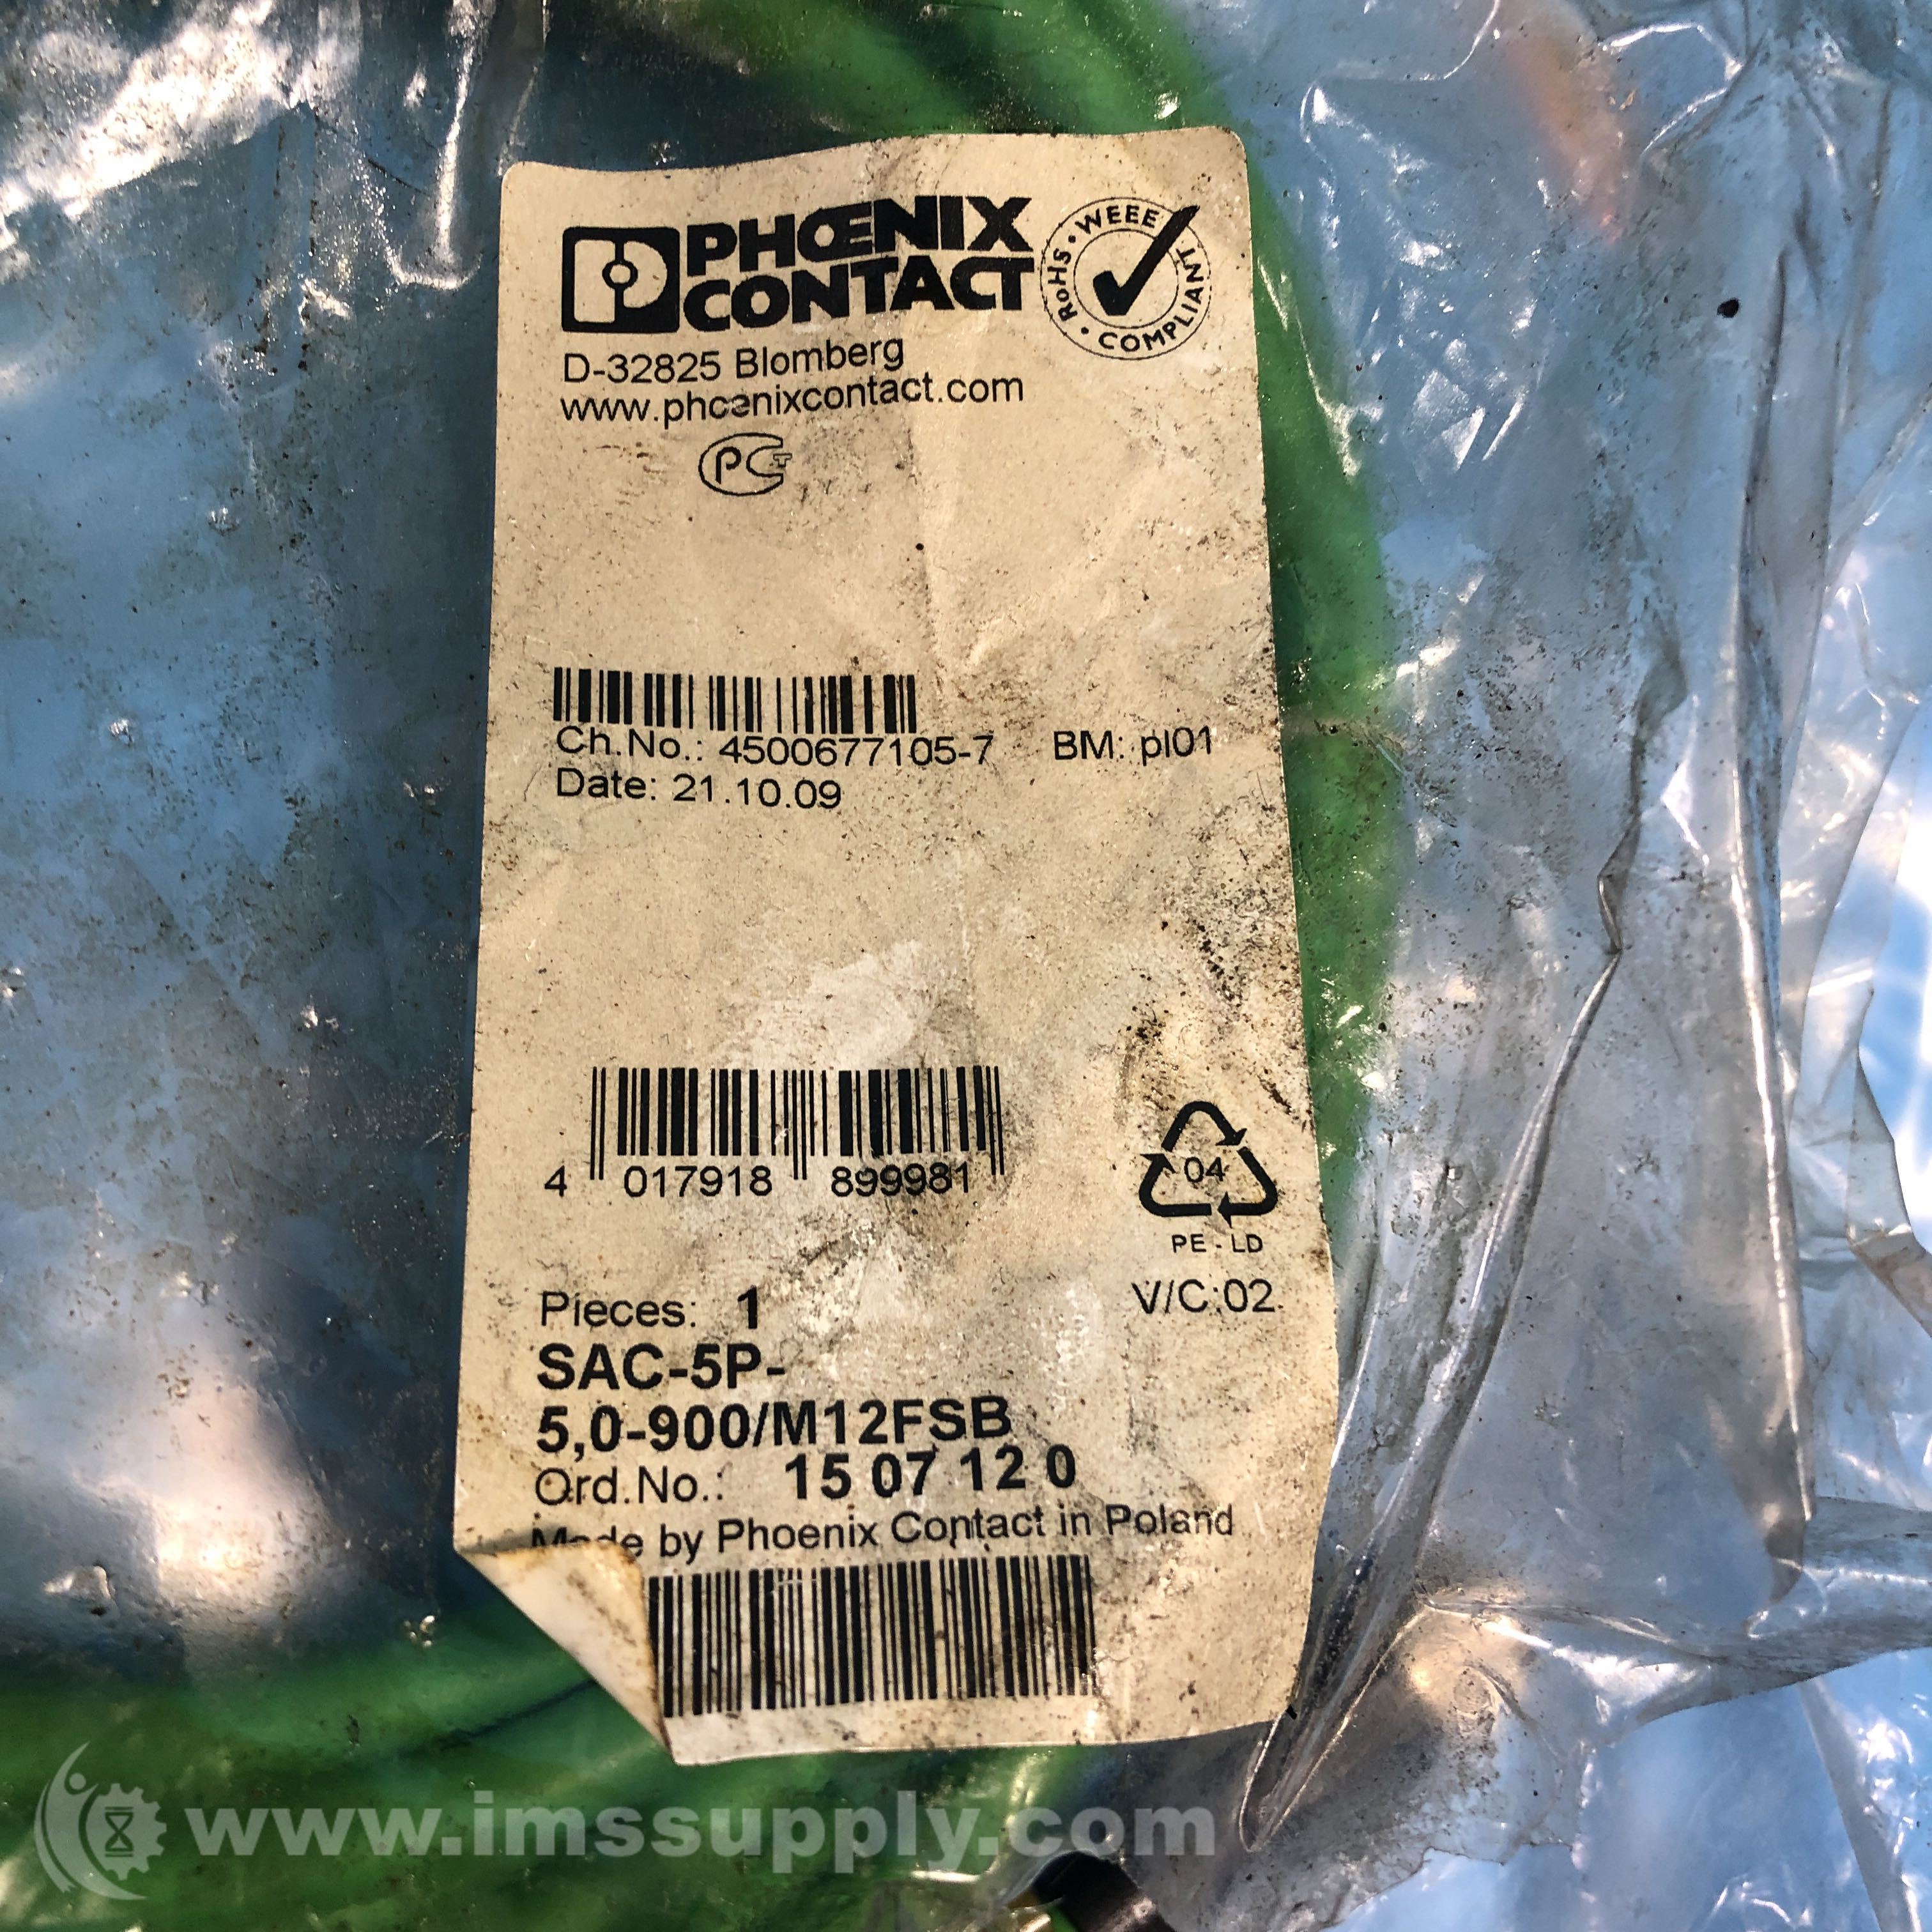 PHŒNIX
CONTACT
RoHS • WEEE • COMPLIANT
D-32825 Blomberg
www.phoenixcontact.com
PCT
Ch.No.: 4500677105-7 BM: pl01
Date: 21.10.09
4 017918 899981
04
PE - LD
Pieces: 1 V/C:02
SAC-5P-
5,0-900/M12FSB
Ord.No.: 15 07 12 0
Made by Phoenix Contact in Poland
www.imssupply.com